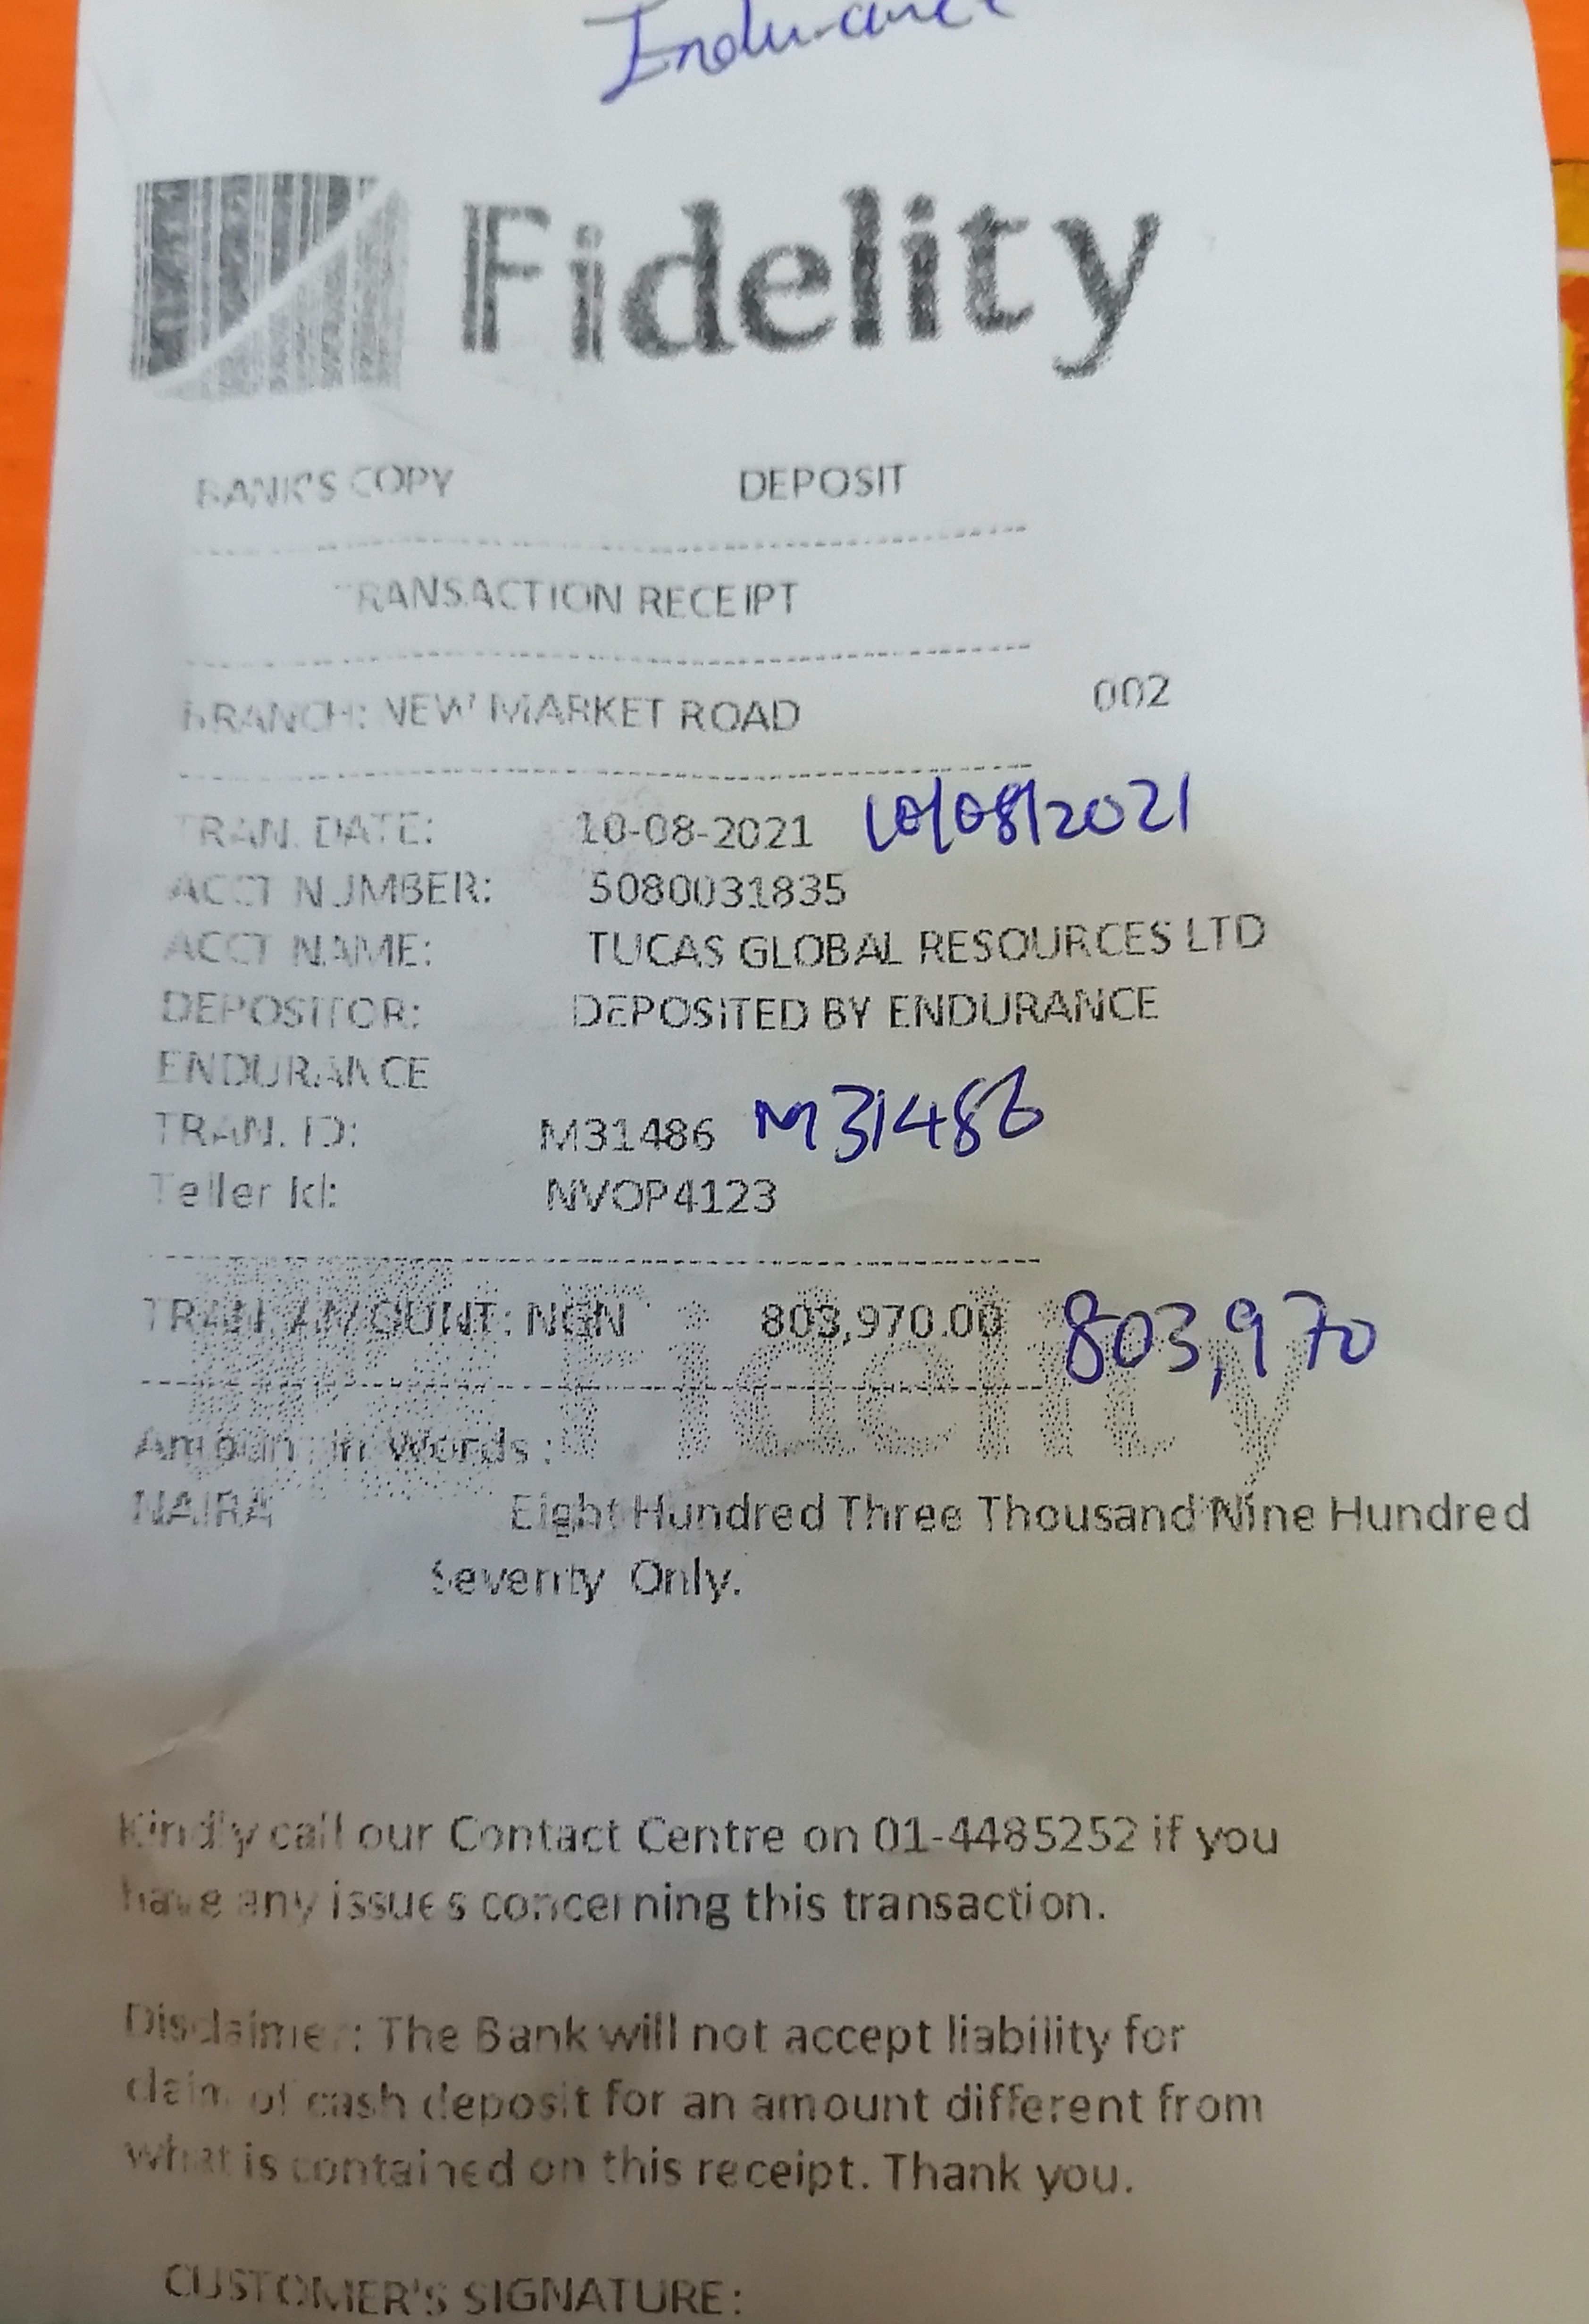 Endurance
Fidelity
BANK'S COPY DEPOSIT
TRANSACTION RECEIPT
BRANCH: NEW MARKET ROAD 002
TRAN. DATE: 10-08-2021 10/08/2021
ACCT NUMBER: 5080031835
ACCT NAME: TUCAS GLOBAL RESOURCES LTD
DEPOSITOR: DEPOSITED BY ENDURANCE
ENDURANCE
TRAN. ID: M31486 M31486
Teller Id: NVOP4123
TRAN. AMOUNT: NGN 803,970.00 803,970
Fidelity
Amount in Words :
NAIRA Eight Hundred Three Thousand Nine Hundred
Seventy Only.
Kindly call our Contact Centre on 01-4485252 if you
have any issues concerning this transaction.
Disclaimer: The Bank will not accept liability for
claim of cash deposit for an amount different from
what is contained on this receipt. Thank you.
CUSTOMER'S SIGNATURE: